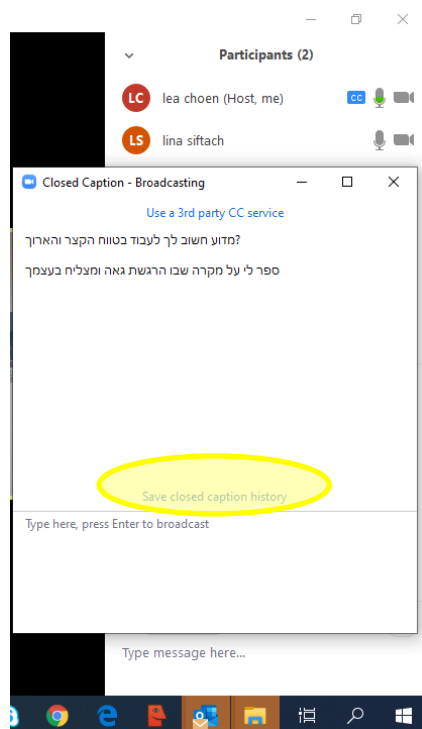 Participants (2)
LC lea choen (Host, me) CC
LS lina siftach
Closed Caption - Broadcasting
Use a 3rd party CC service
מדוע חשוב לך לעבוד בטווח הקצר והארוך?
ספר לי על מקרה שבו הרגשת גאה ומצליח בעצמך
Save closed caption history
Type here, press Enter to broadcast
Type message here...